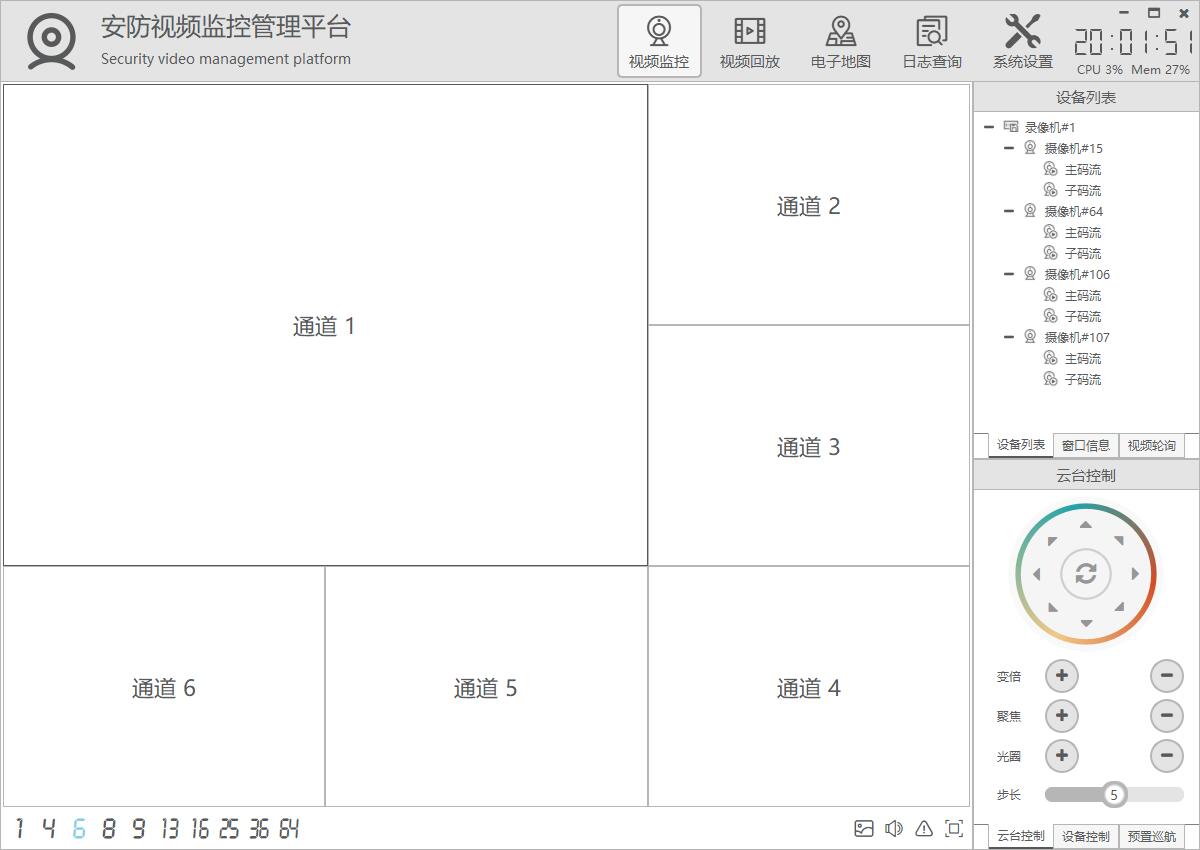 安防视频监控管理平台
Security video management platform
视频监控
视频回放
电子地图
日志查询
系统设置
20:01:51
CPU 3% Mem 27%
通道 1
通道 2
通道 3
通道 6
通道 5
通道 4
1 4 6 8 9 13 16 25 36 64
设备列表
录像机#1
摄像机#15
主码流
子码流
摄像机#64
主码流
子码流
摄像机#106
主码流
子码流
摄像机#107
主码流
子码流
设备列表 窗口信息 视频轮询
云台控制
变倍
聚焦
光圈
步长 5
云台控制 设备控制 预置巡航